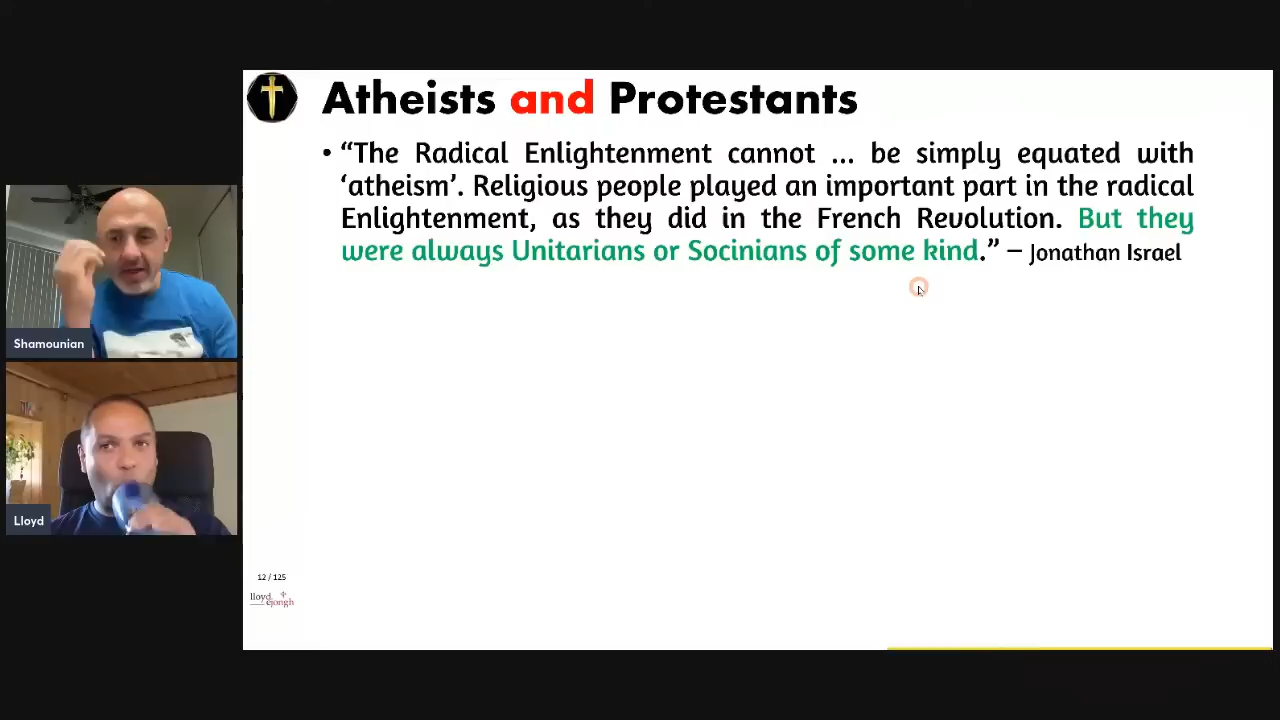 Atheists and Protestants
• “The Radical Enlightenment cannot ... be simply equated with
‘atheism’. Religious people played an important part in the radical
Enlightenment, as they did in the French Revolution. But they
were always Unitarians or Socinians of some kind.” – Jonathan Israel
Shamounian
Lloyd
12 / 125
lloyd
dejongh